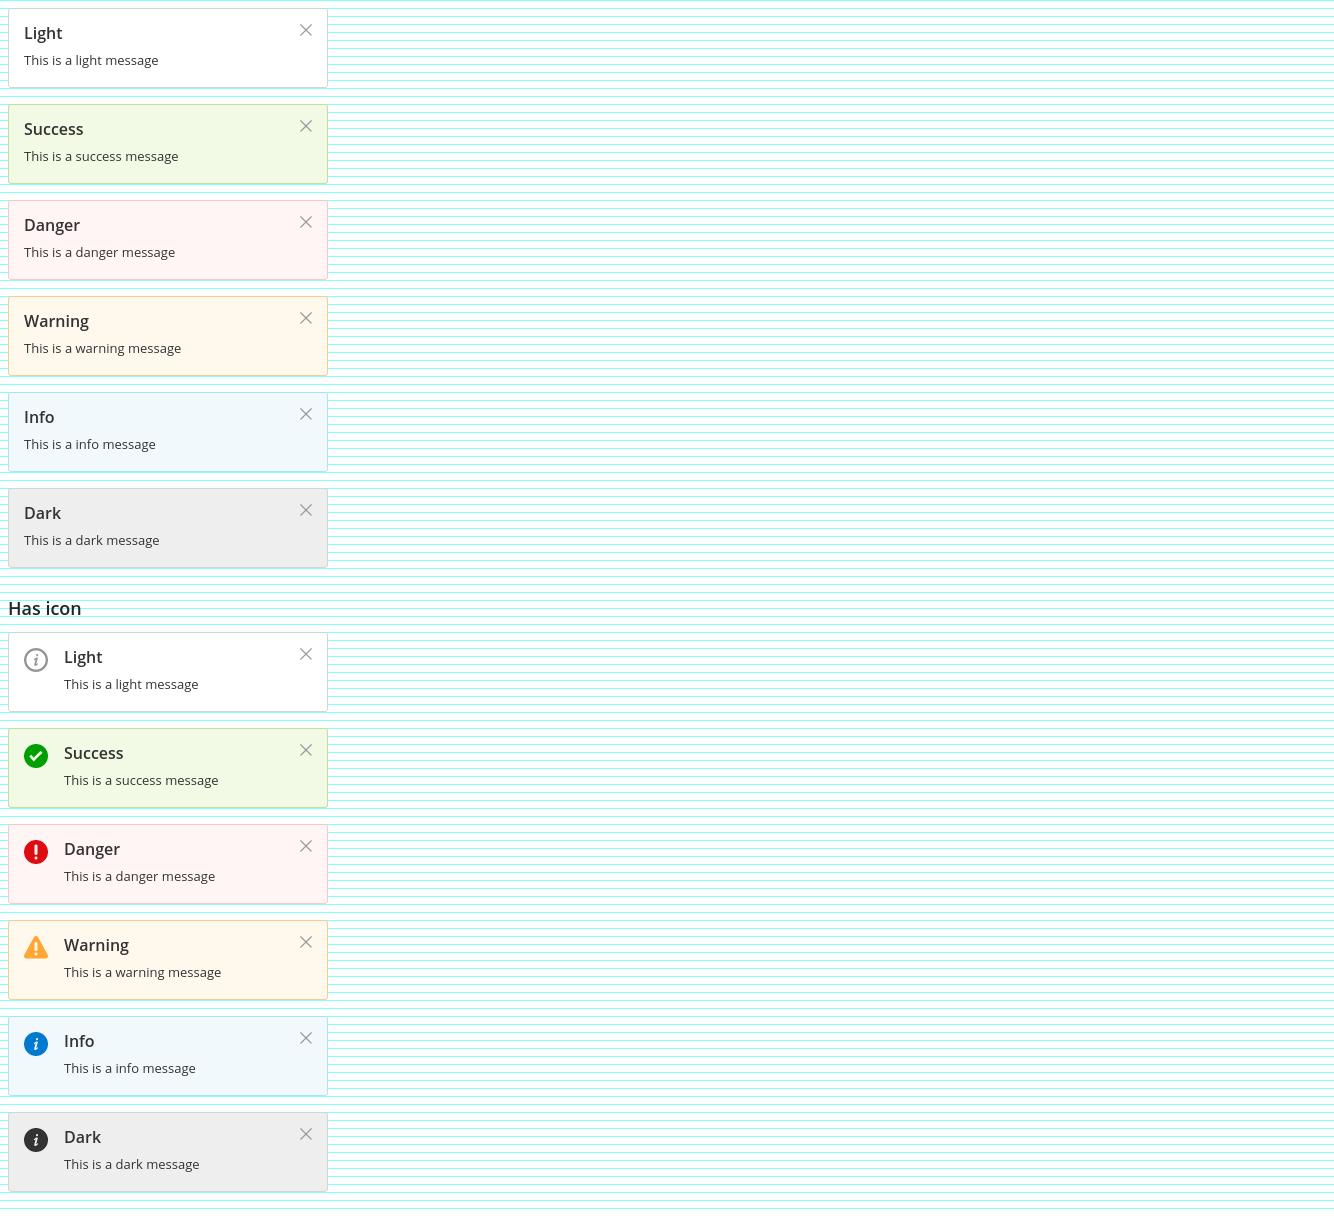 Light
This is a light message
Success
This is a success message
Danger
This is a danger message
Warning
This is a warning message
Info
This is a info message
Dark
This is a dark message
Has icon
Light
This is a light message
Success
This is a success message
Danger
This is a danger message
Warning
This is a warning message
Info
This is a info message
Dark
This is a dark message